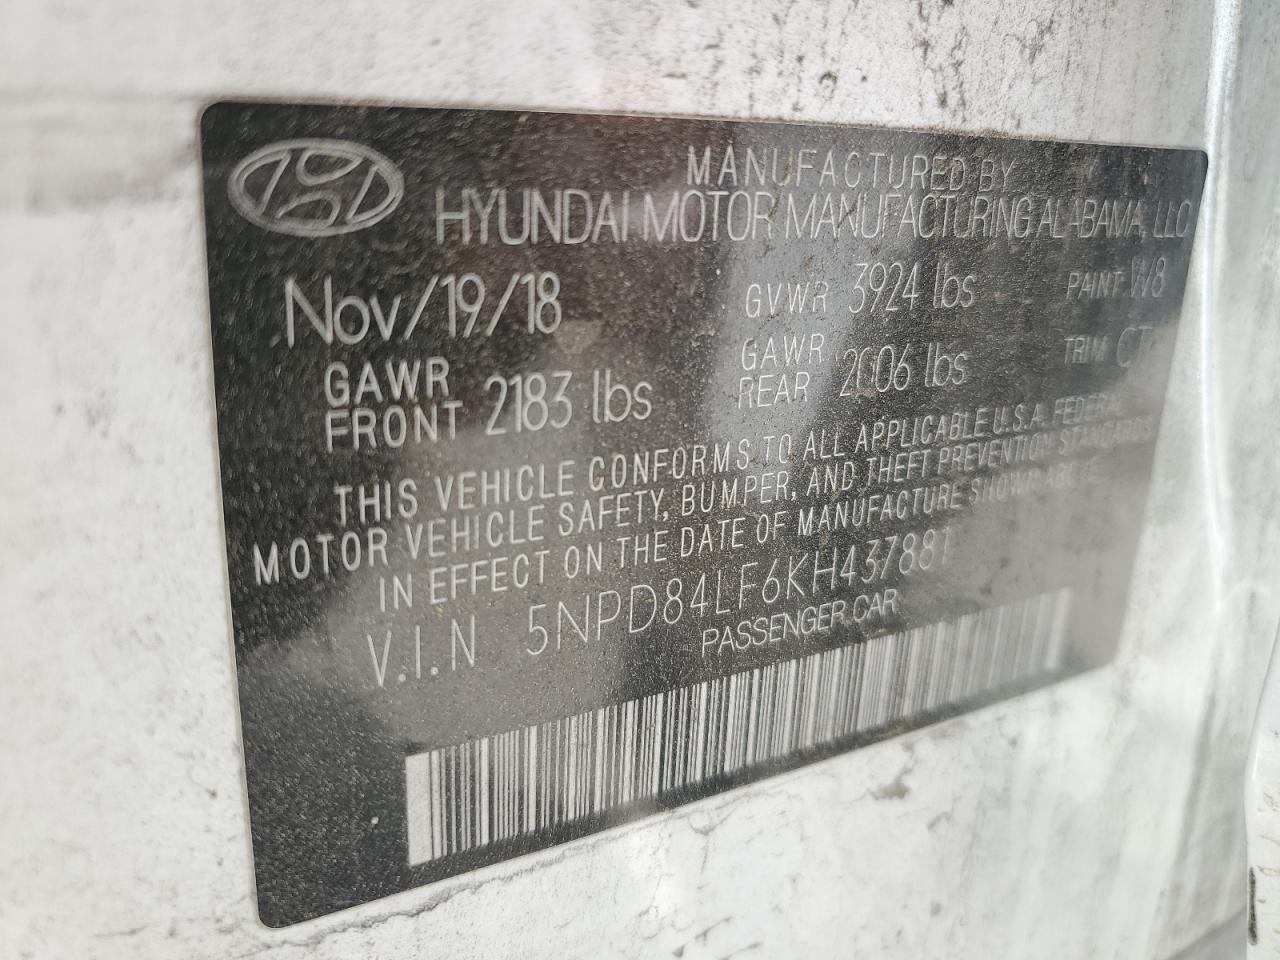 MANUFACTURED BY
HYUNDAI MOTOR MANUFACTURING ALABAMA, LLC
Nov/19/18 GVWR 3924 lbs PAINT W8
GAWR FRONT 2183 lbs GAWR REAR 2006 lbs TRIM
THIS VEHICLE CONFORMS TO ALL APPLICABLE U.S.A. FEDERAL
MOTOR VEHICLE SAFETY, BUMPER, AND THEFT PREVENTION STANDARDS
IN EFFECT ON THE DATE OF MANUFACTURE SHOWN ABOVE
V.I.N 5NPD84LF6KH437881
PASSENGER CAR